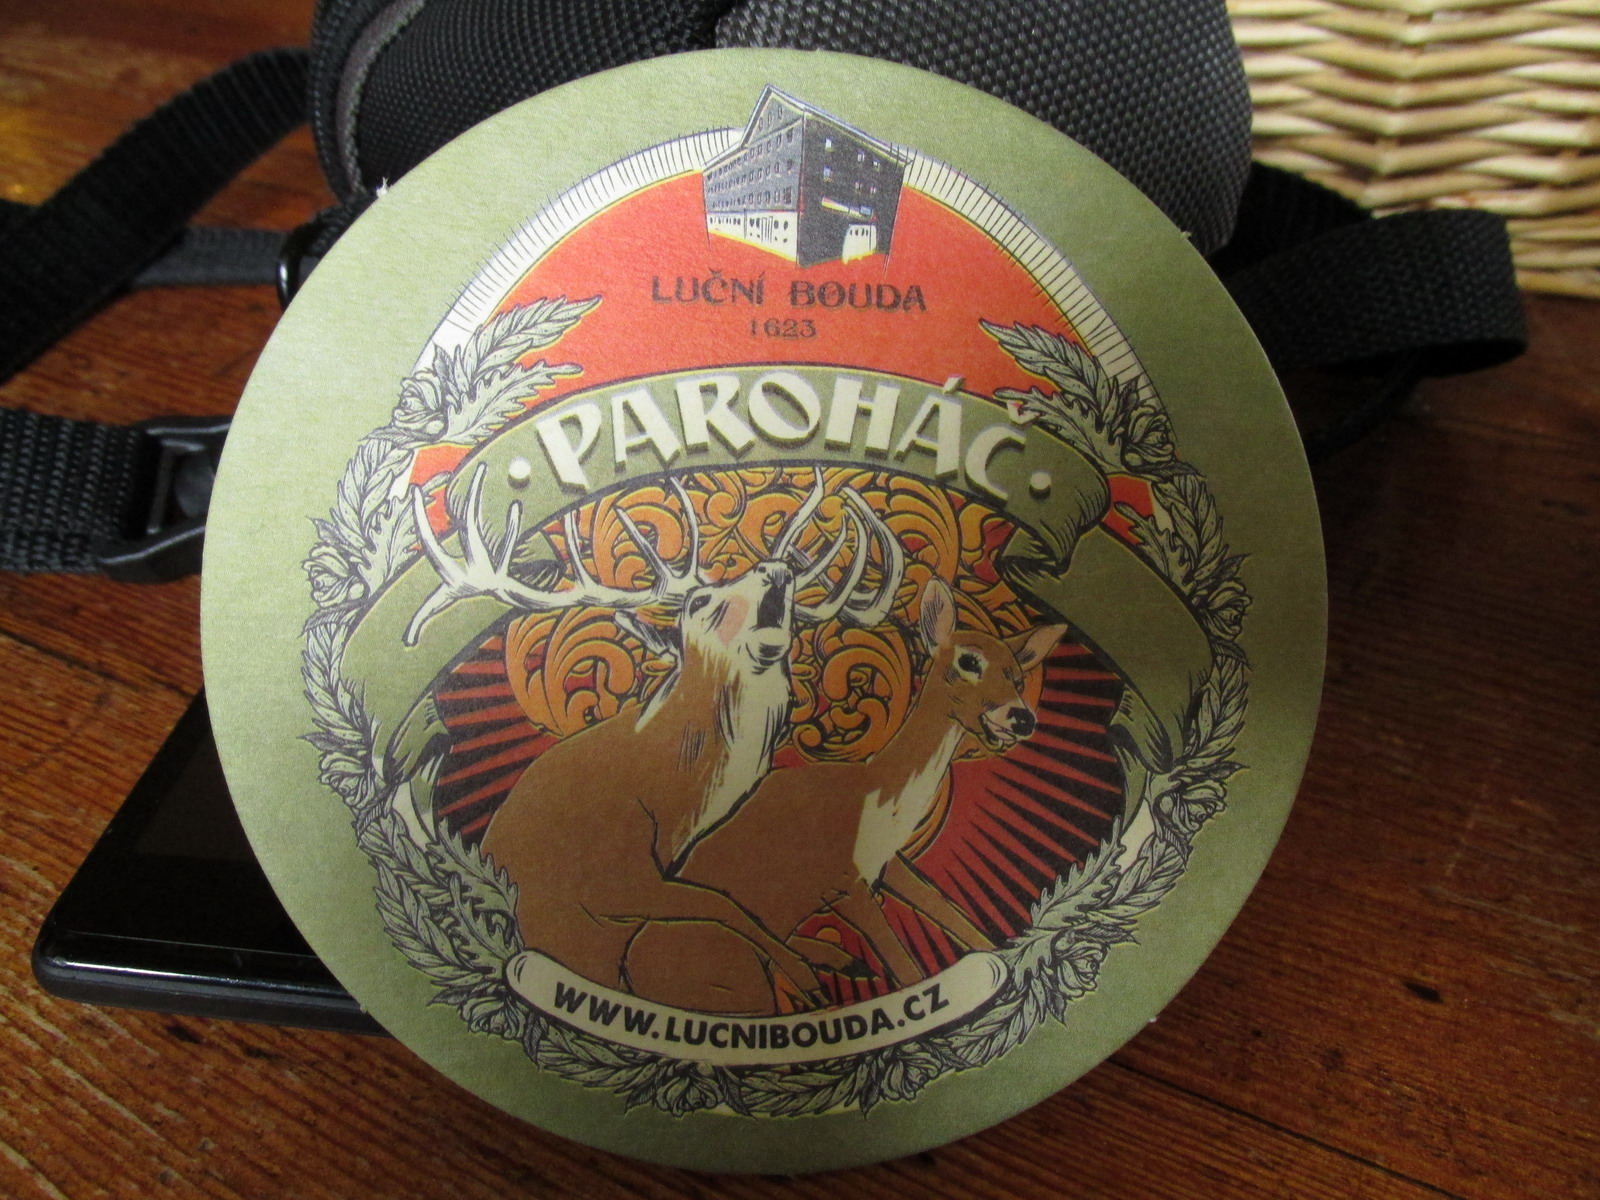 LUČNÍ BOUDA
1623
· PAROHÁČ ·
WWW.LUCNIBOUDA.CZ